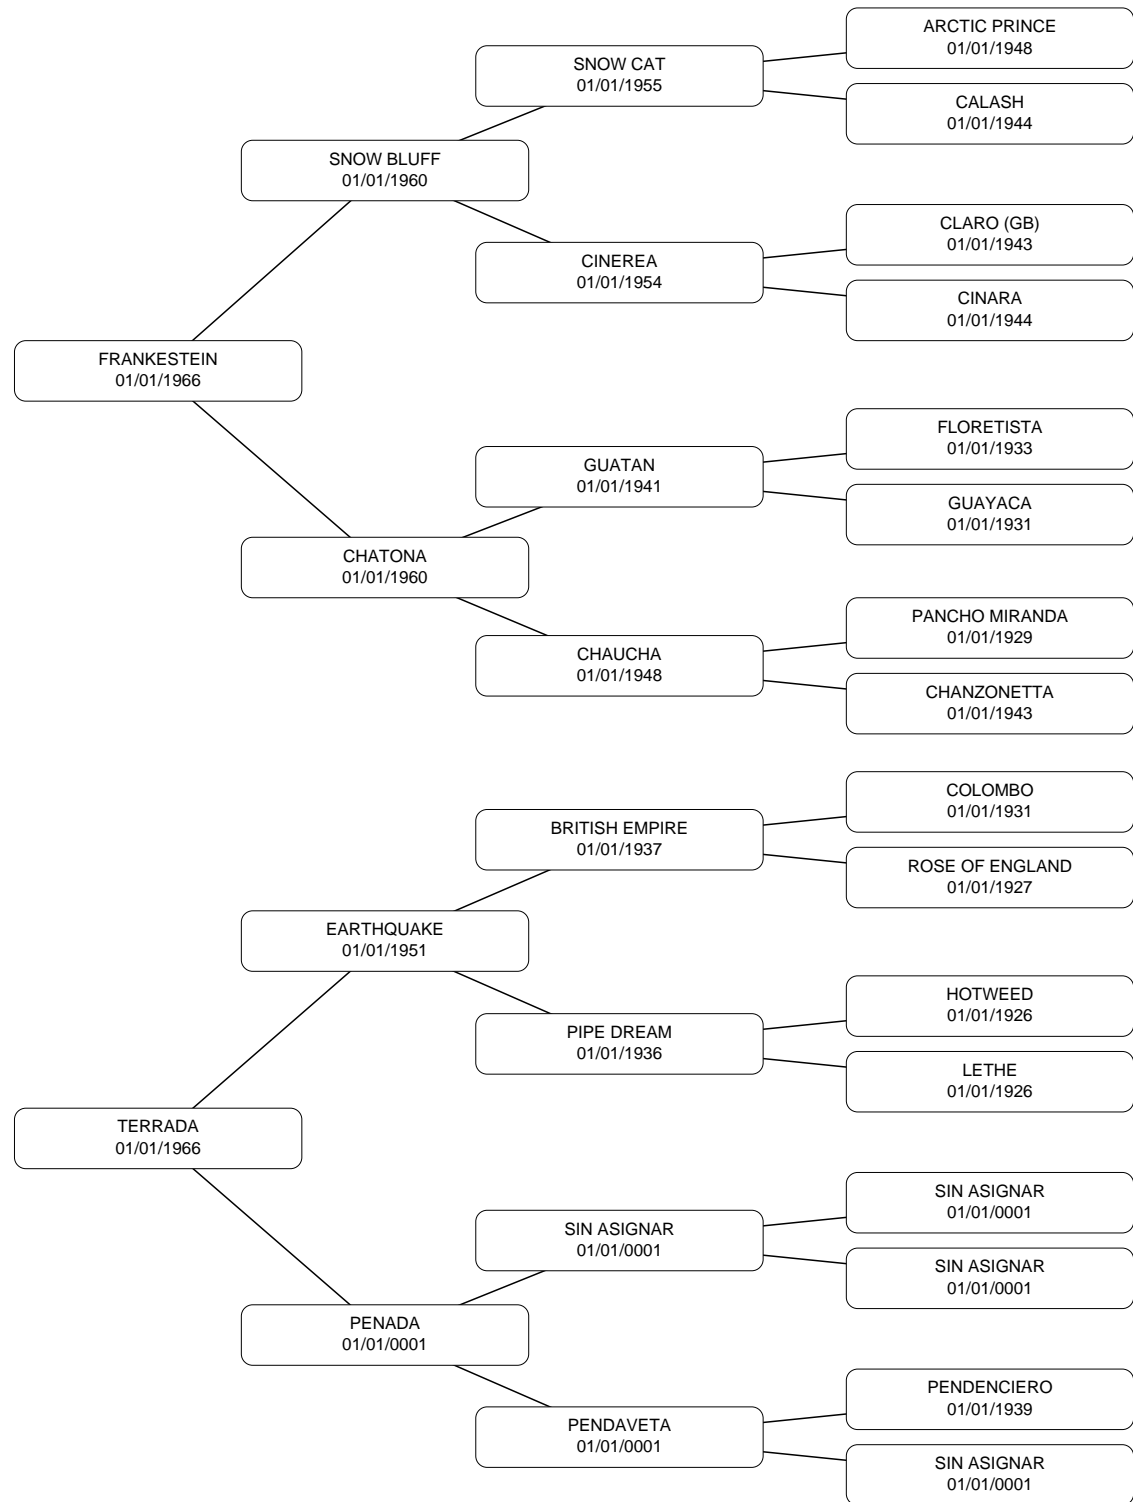 ARCTIC PRINCE
01/01/1948
SNOW CAT
01/01/1955
CALASH
01/01/1944
SNOW BLUFF
01/01/1960
CLARO (GB)
01/01/1943
CINEREA
01/01/1954
CINARA
01/01/1944
FRANKESTEIN
01/01/1966
FLORETISTA
01/01/1933
GUATAN
01/01/1941
GUAYACA
01/01/1931
CHATONA
01/01/1960
PANCHO MIRANDA
01/01/1929
CHAUCHA
01/01/1948
CHANZONETTA
01/01/1943
COLOMBO
01/01/1931
BRITISH EMPIRE
01/01/1937
ROSE OF ENGLAND
01/01/1927
EARTHQUAKE
01/01/1951
HOTWEED
01/01/1926
PIPE DREAM
01/01/1936
LETHE
01/01/1926
TERRADA
01/01/1966
SIN ASIGNAR
01/01/0001
SIN ASIGNAR
01/01/0001
SIN ASIGNAR
01/01/0001
PENADA
01/01/0001
PENDENCIERO
01/01/1939
PENDAVETA
01/01/0001
SIN ASIGNAR
01/01/0001